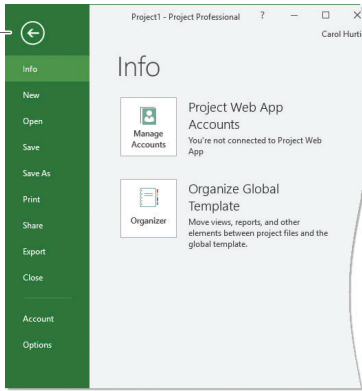 Project1 - Project Professional ? — □ X
Carol Hurti
Info
New
Open
Save
Save As
Print
Share
Export
Close
Account
Options
Info
Manage
Accounts
Project Web App
Accounts
You're not connected to Project Web
App
Organizer
Organize Global
Template
Move views, reports, and other
elements between project files and the
global template.